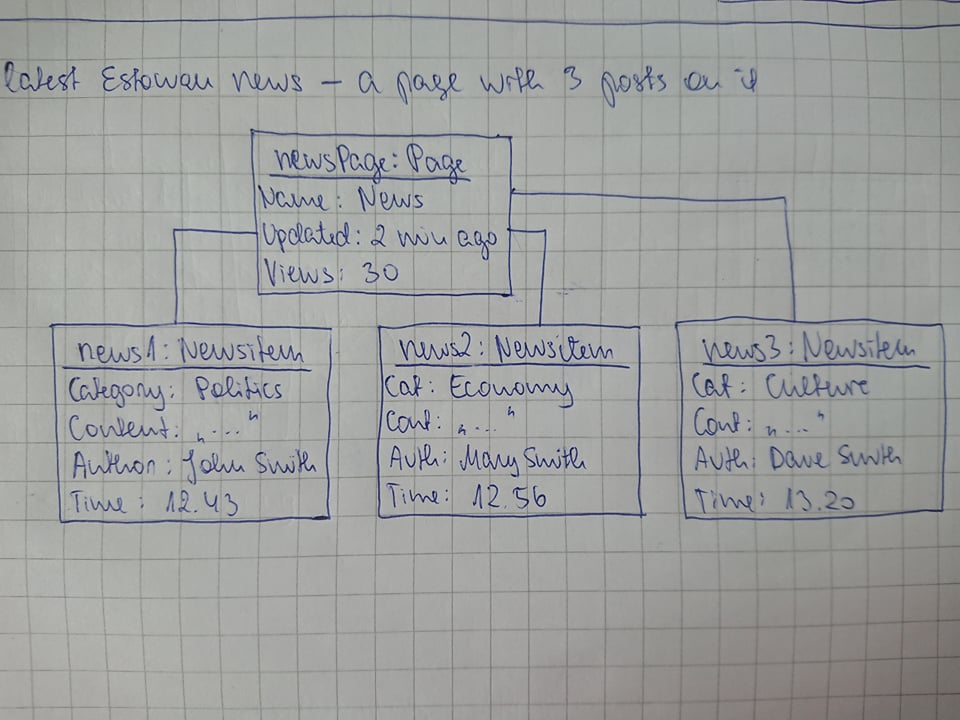 latest Estowan news – a page with 3 posts on it
newsPage: Page
Name: News
Updated: 2 min ago
Views: 30
news1: Newsitem
Category: Politics
Content: „..."
Author: John Smith
Time: 12.43
news2: Newsitem
Cat: Economy
Cont: „..."
Auth: Mary Smith
Time: 12.56
news3: Newsitem
Cat: Culture
Cont: „..."
Auth: Dave Smith
Time: 13.20